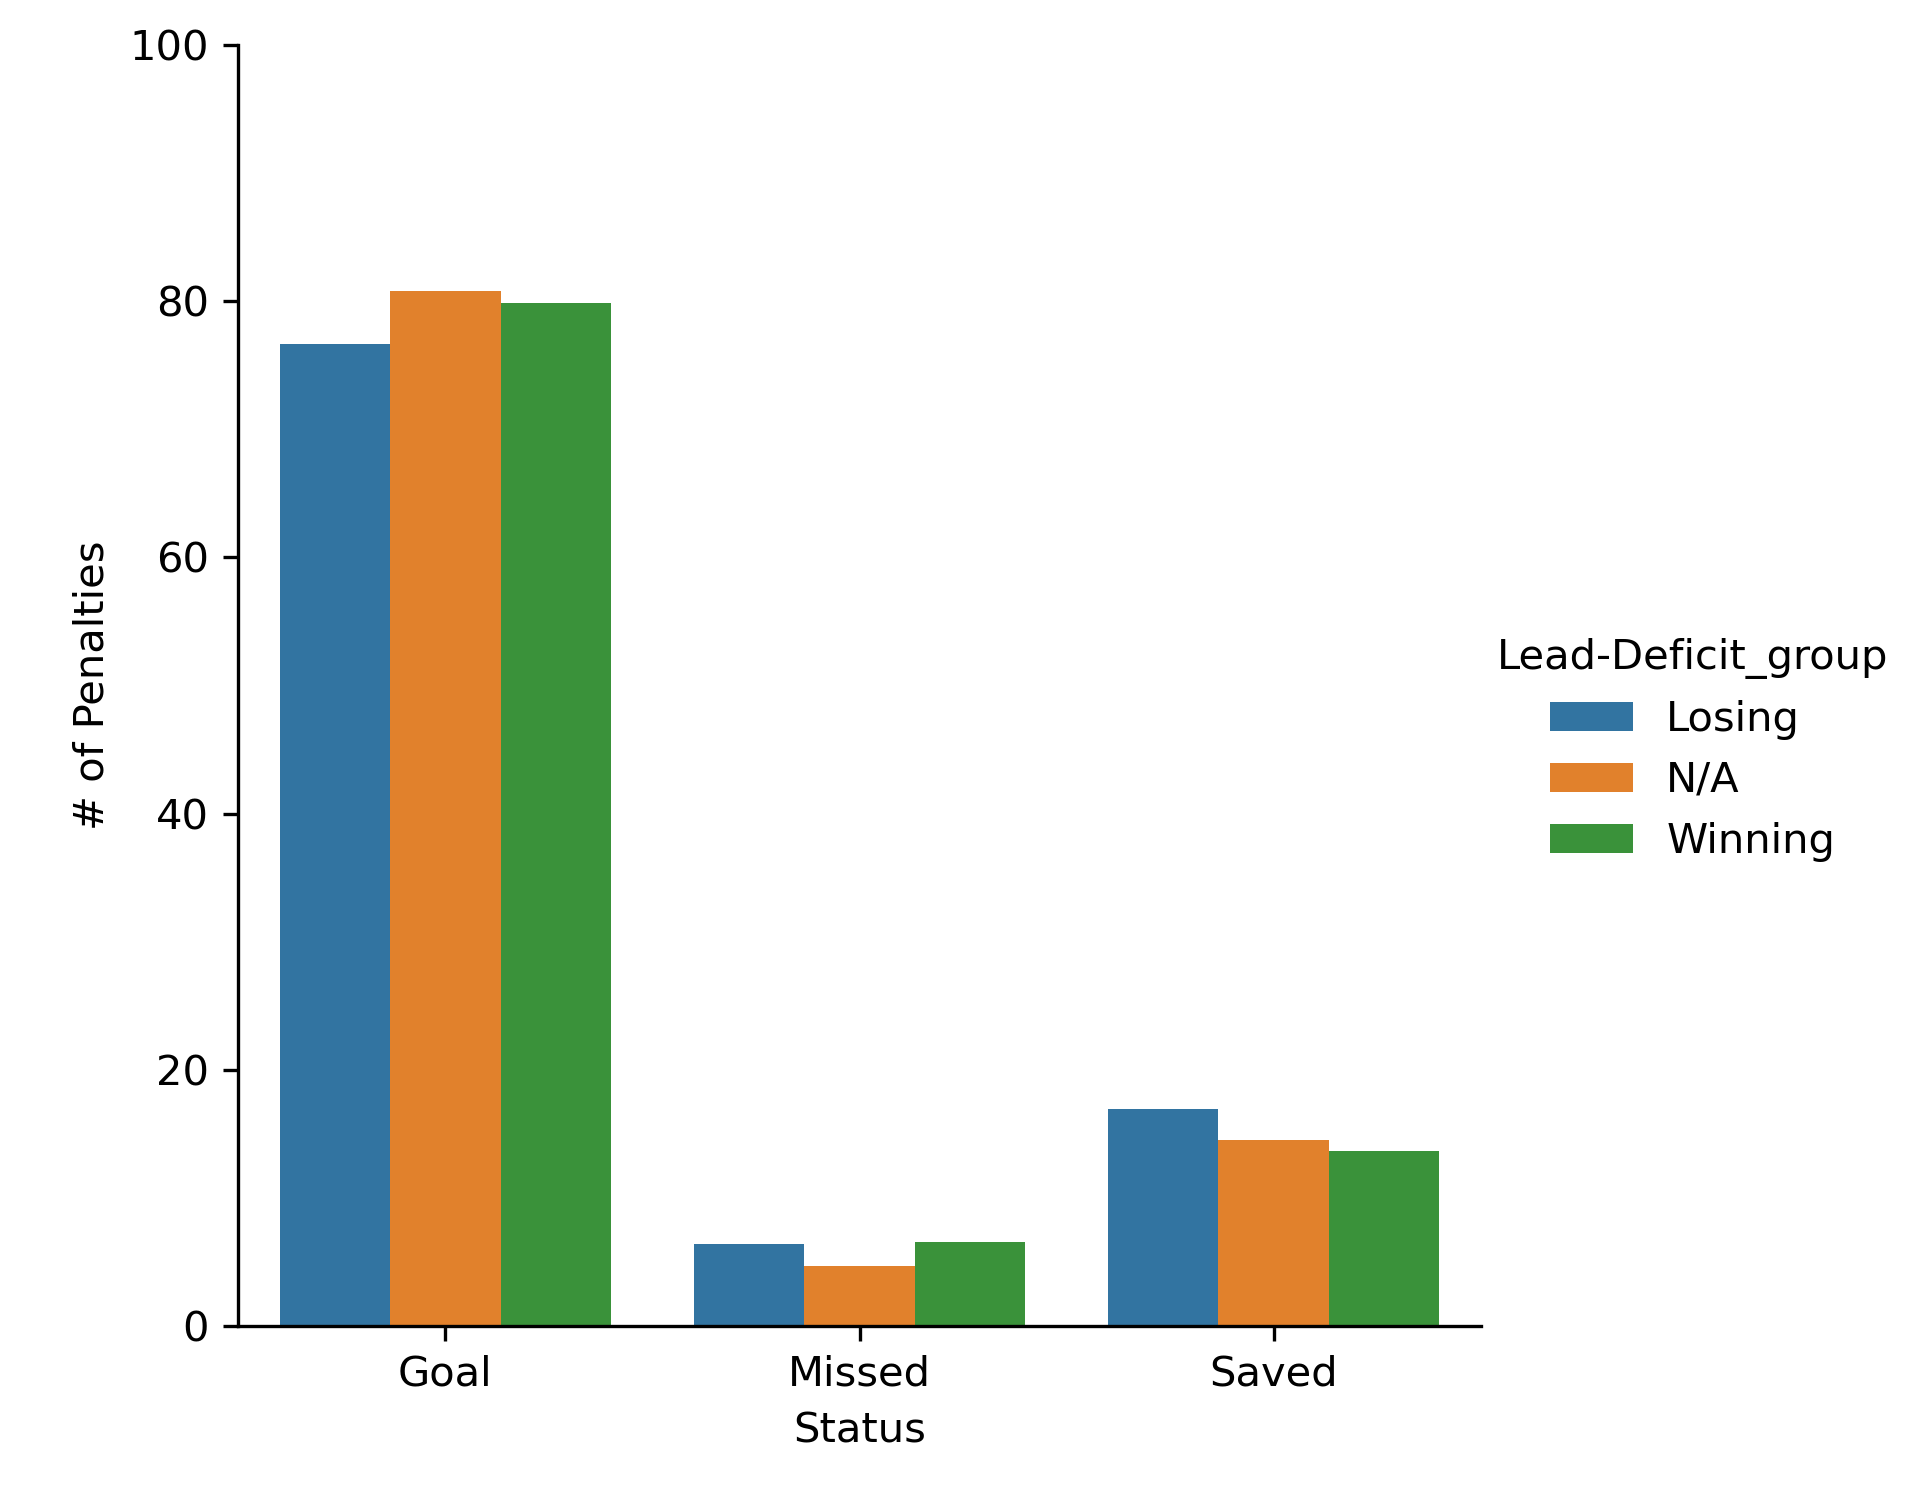 100
80
60
40
20
0
# of Penalties
Goal
Missed
Saved
Status
Lead-Deficit_group
Losing
N/A
Winning